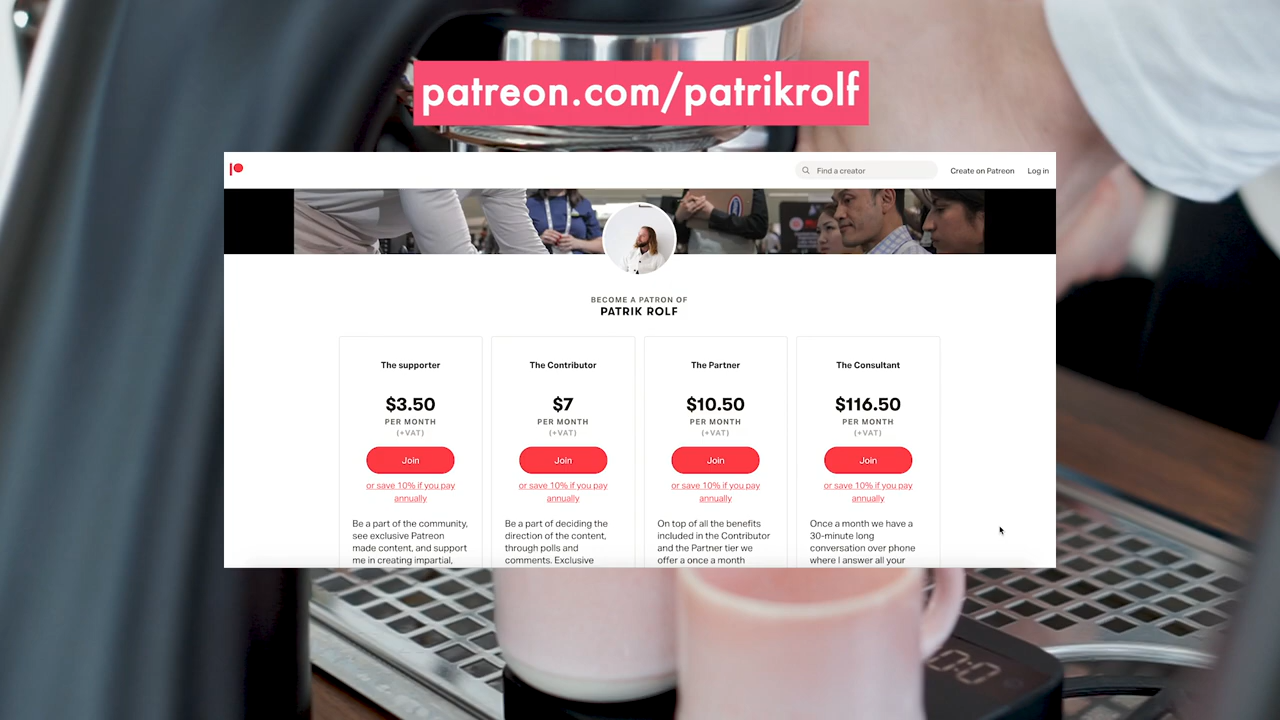 patreon.com/patrikrolf
Find a creator
Create on Patreon
Log in
BECOME A PATRON OF
PATRIK ROLF
The supporter
$3.50
PER MONTH
(+VAT)
Join
or save 10% if you pay
annually
Be a part of the community,
see exclusive Patreon
made content, and support
me in creating impartial,
The Contributor
$7
PER MONTH
(+VAT)
Join
or save 10% if you pay
annually
Be a part of deciding the
direction of the content,
through polls and
comments. Exclusive
The Partner
$10.50
PER MONTH
(+VAT)
Join
or save 10% if you pay
annually
On top of all the benefits
included in the Contributor
and the Partner tier we
offer a once a month
The Consultant
$116.50
PER MONTH
(+VAT)
Join
or save 10% if you pay
annually
Once a month we have a
30-minute long
conversation over phone
where I answer all your
0:0